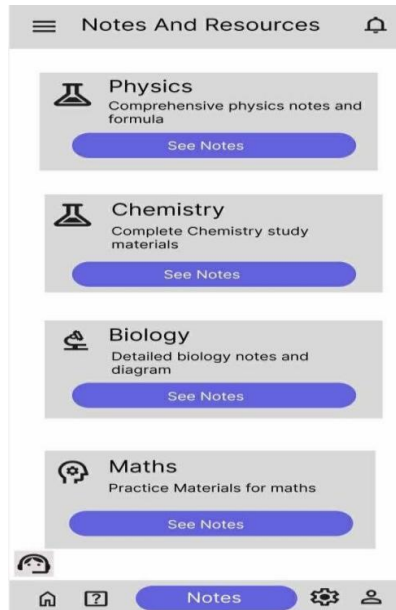 Notes And Resources
Physics
Comprehensive physics notes and
formula
See Notes
Chemistry
Complete Chemistry study
materials
See Notes
Biology
Detailed biology notes and
diagram
See Notes
Maths
Practice Materials for maths
See Notes
?
Notes